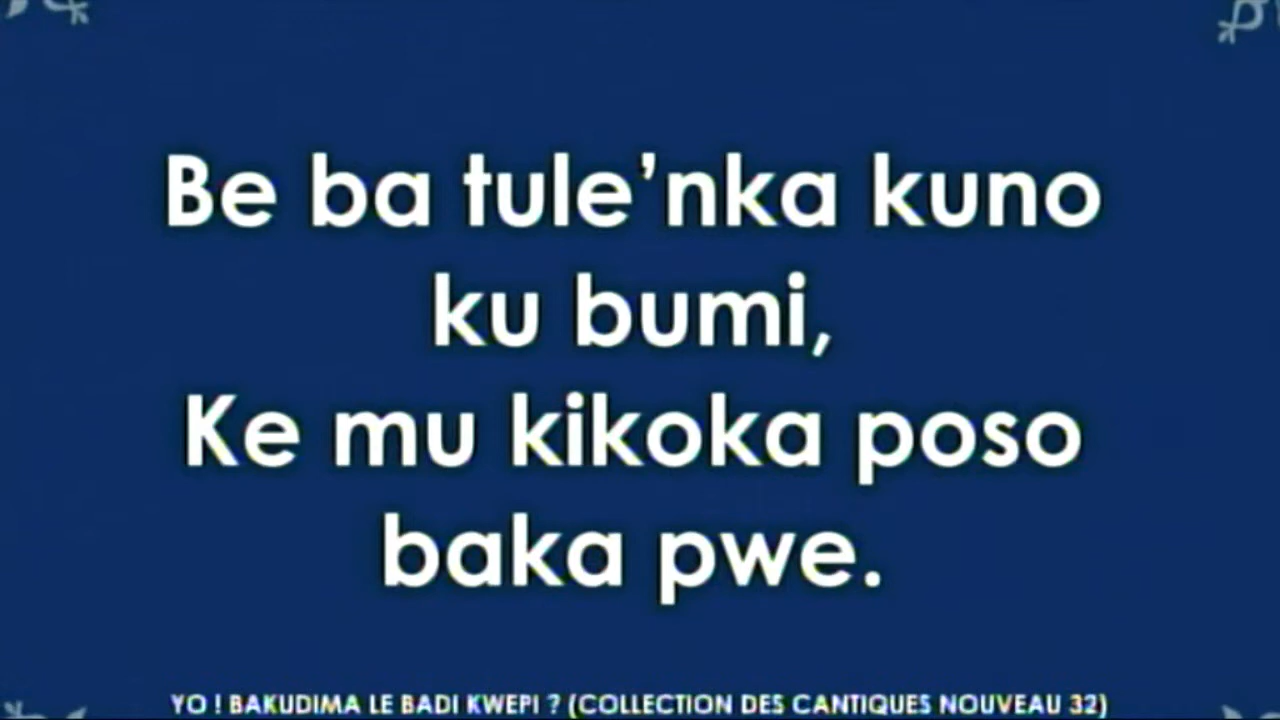 Be ba tule’nka kuno
ku bumi,
Ke mu kikoka poso
baka pwe.
YO ! BAKUDIMA LE BADI KWEPI ? (COLLECTION DES CANTIQUES NOUVEAU 32)